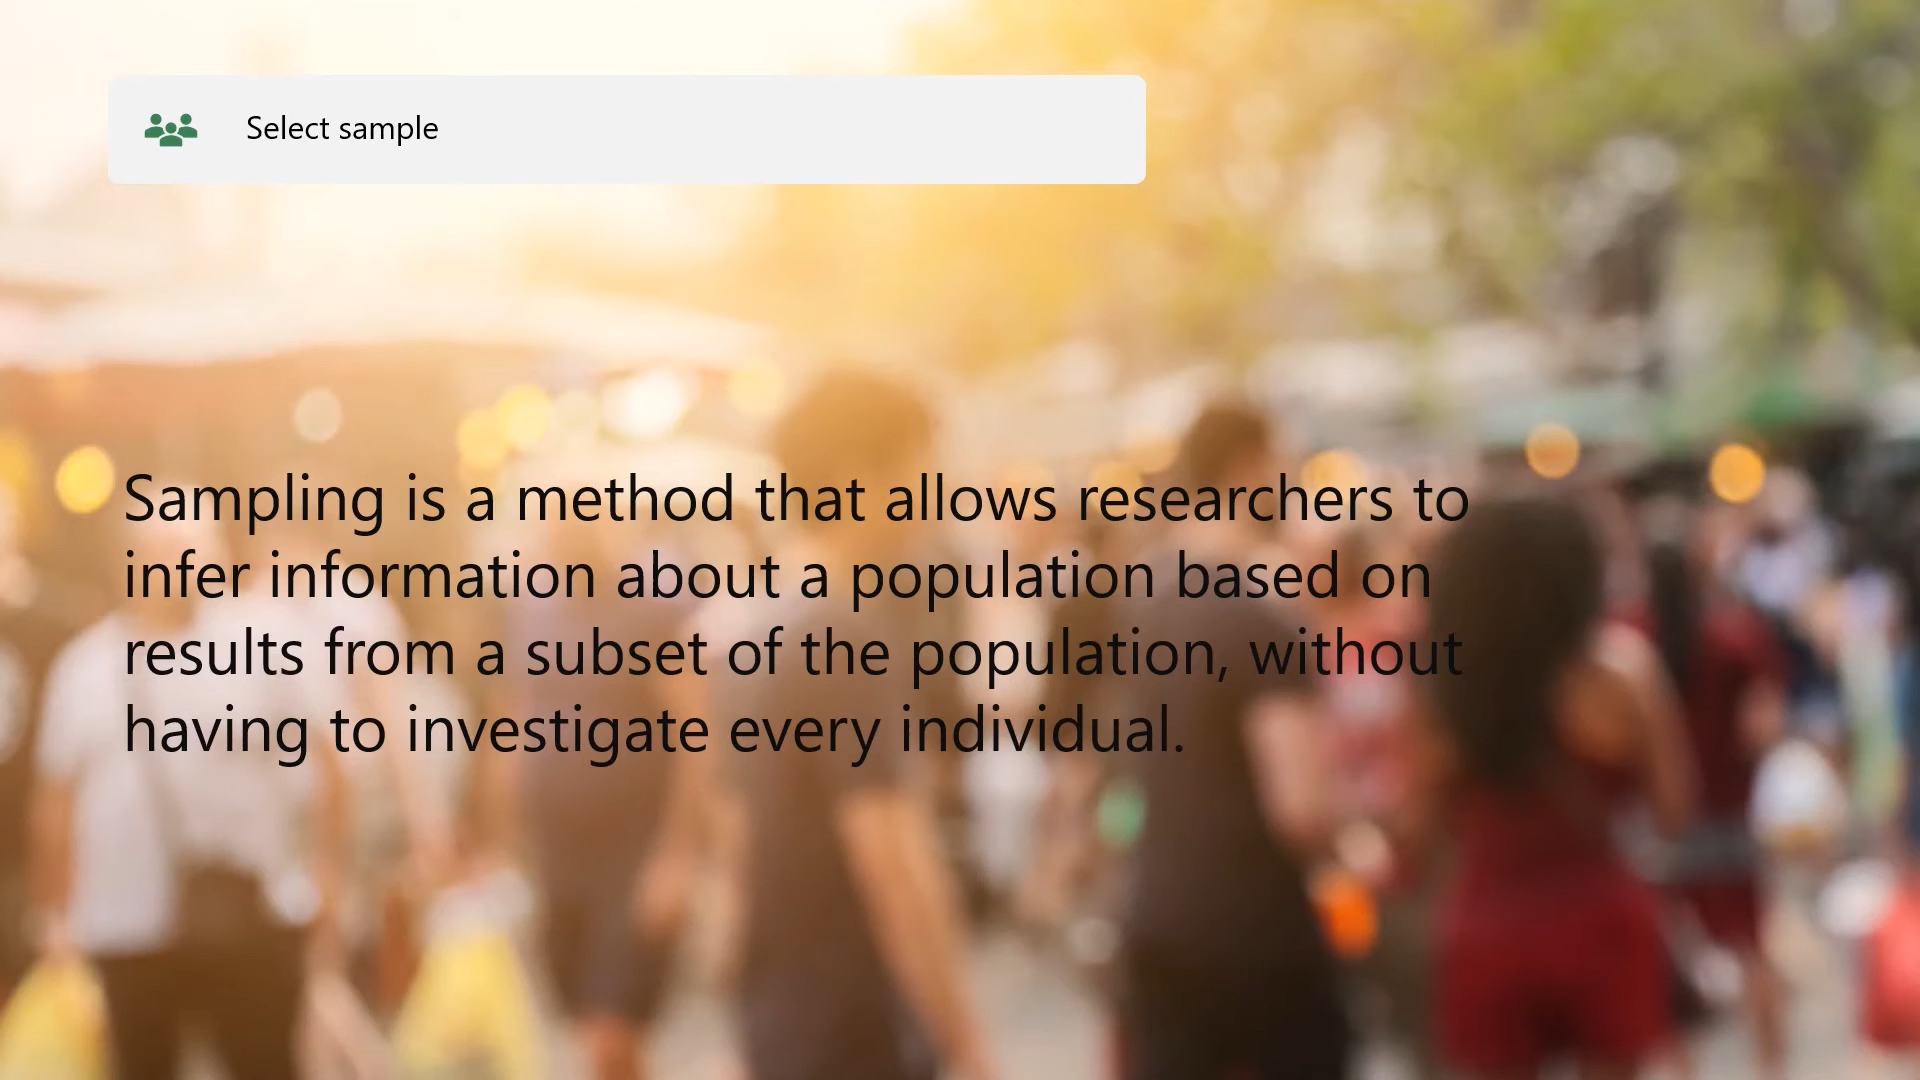 Select sample
Sampling is a method that allows researchers to
infer information about a population based on
results from a subset of the population, without
having to investigate every individual.